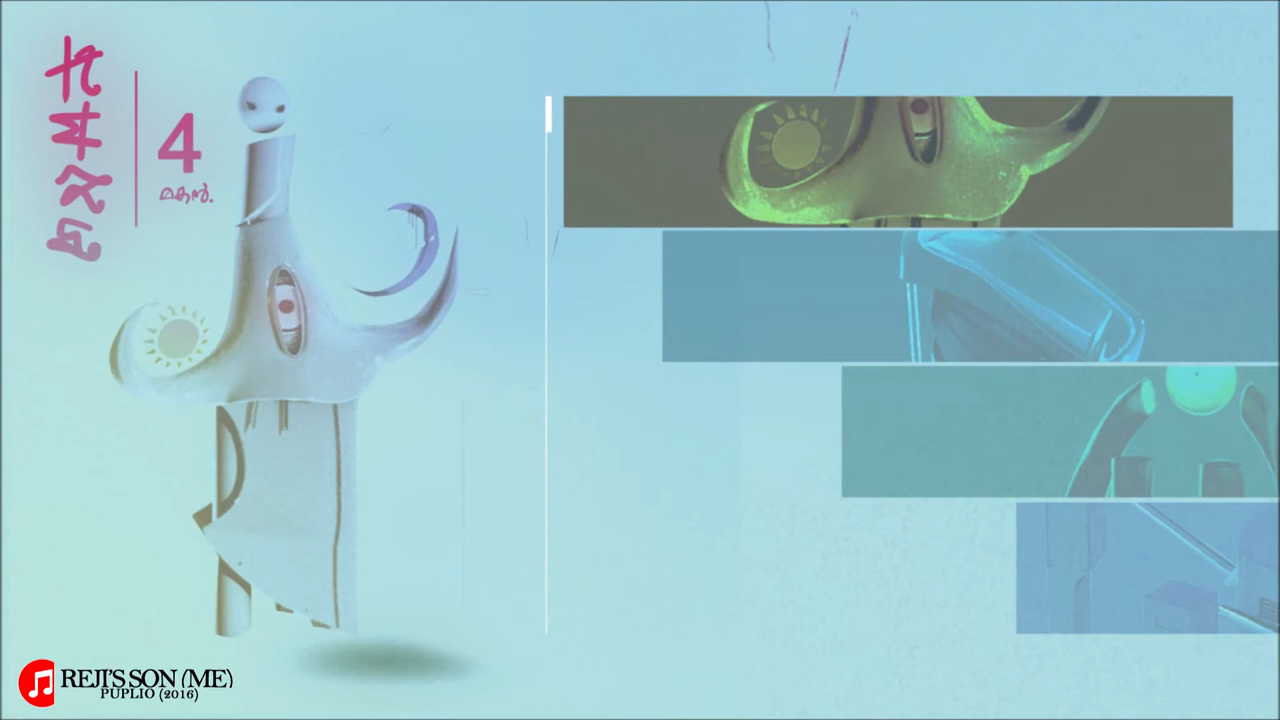 4
മകൻ.
REJI'S SON (ME)
PUPLIO (2016)